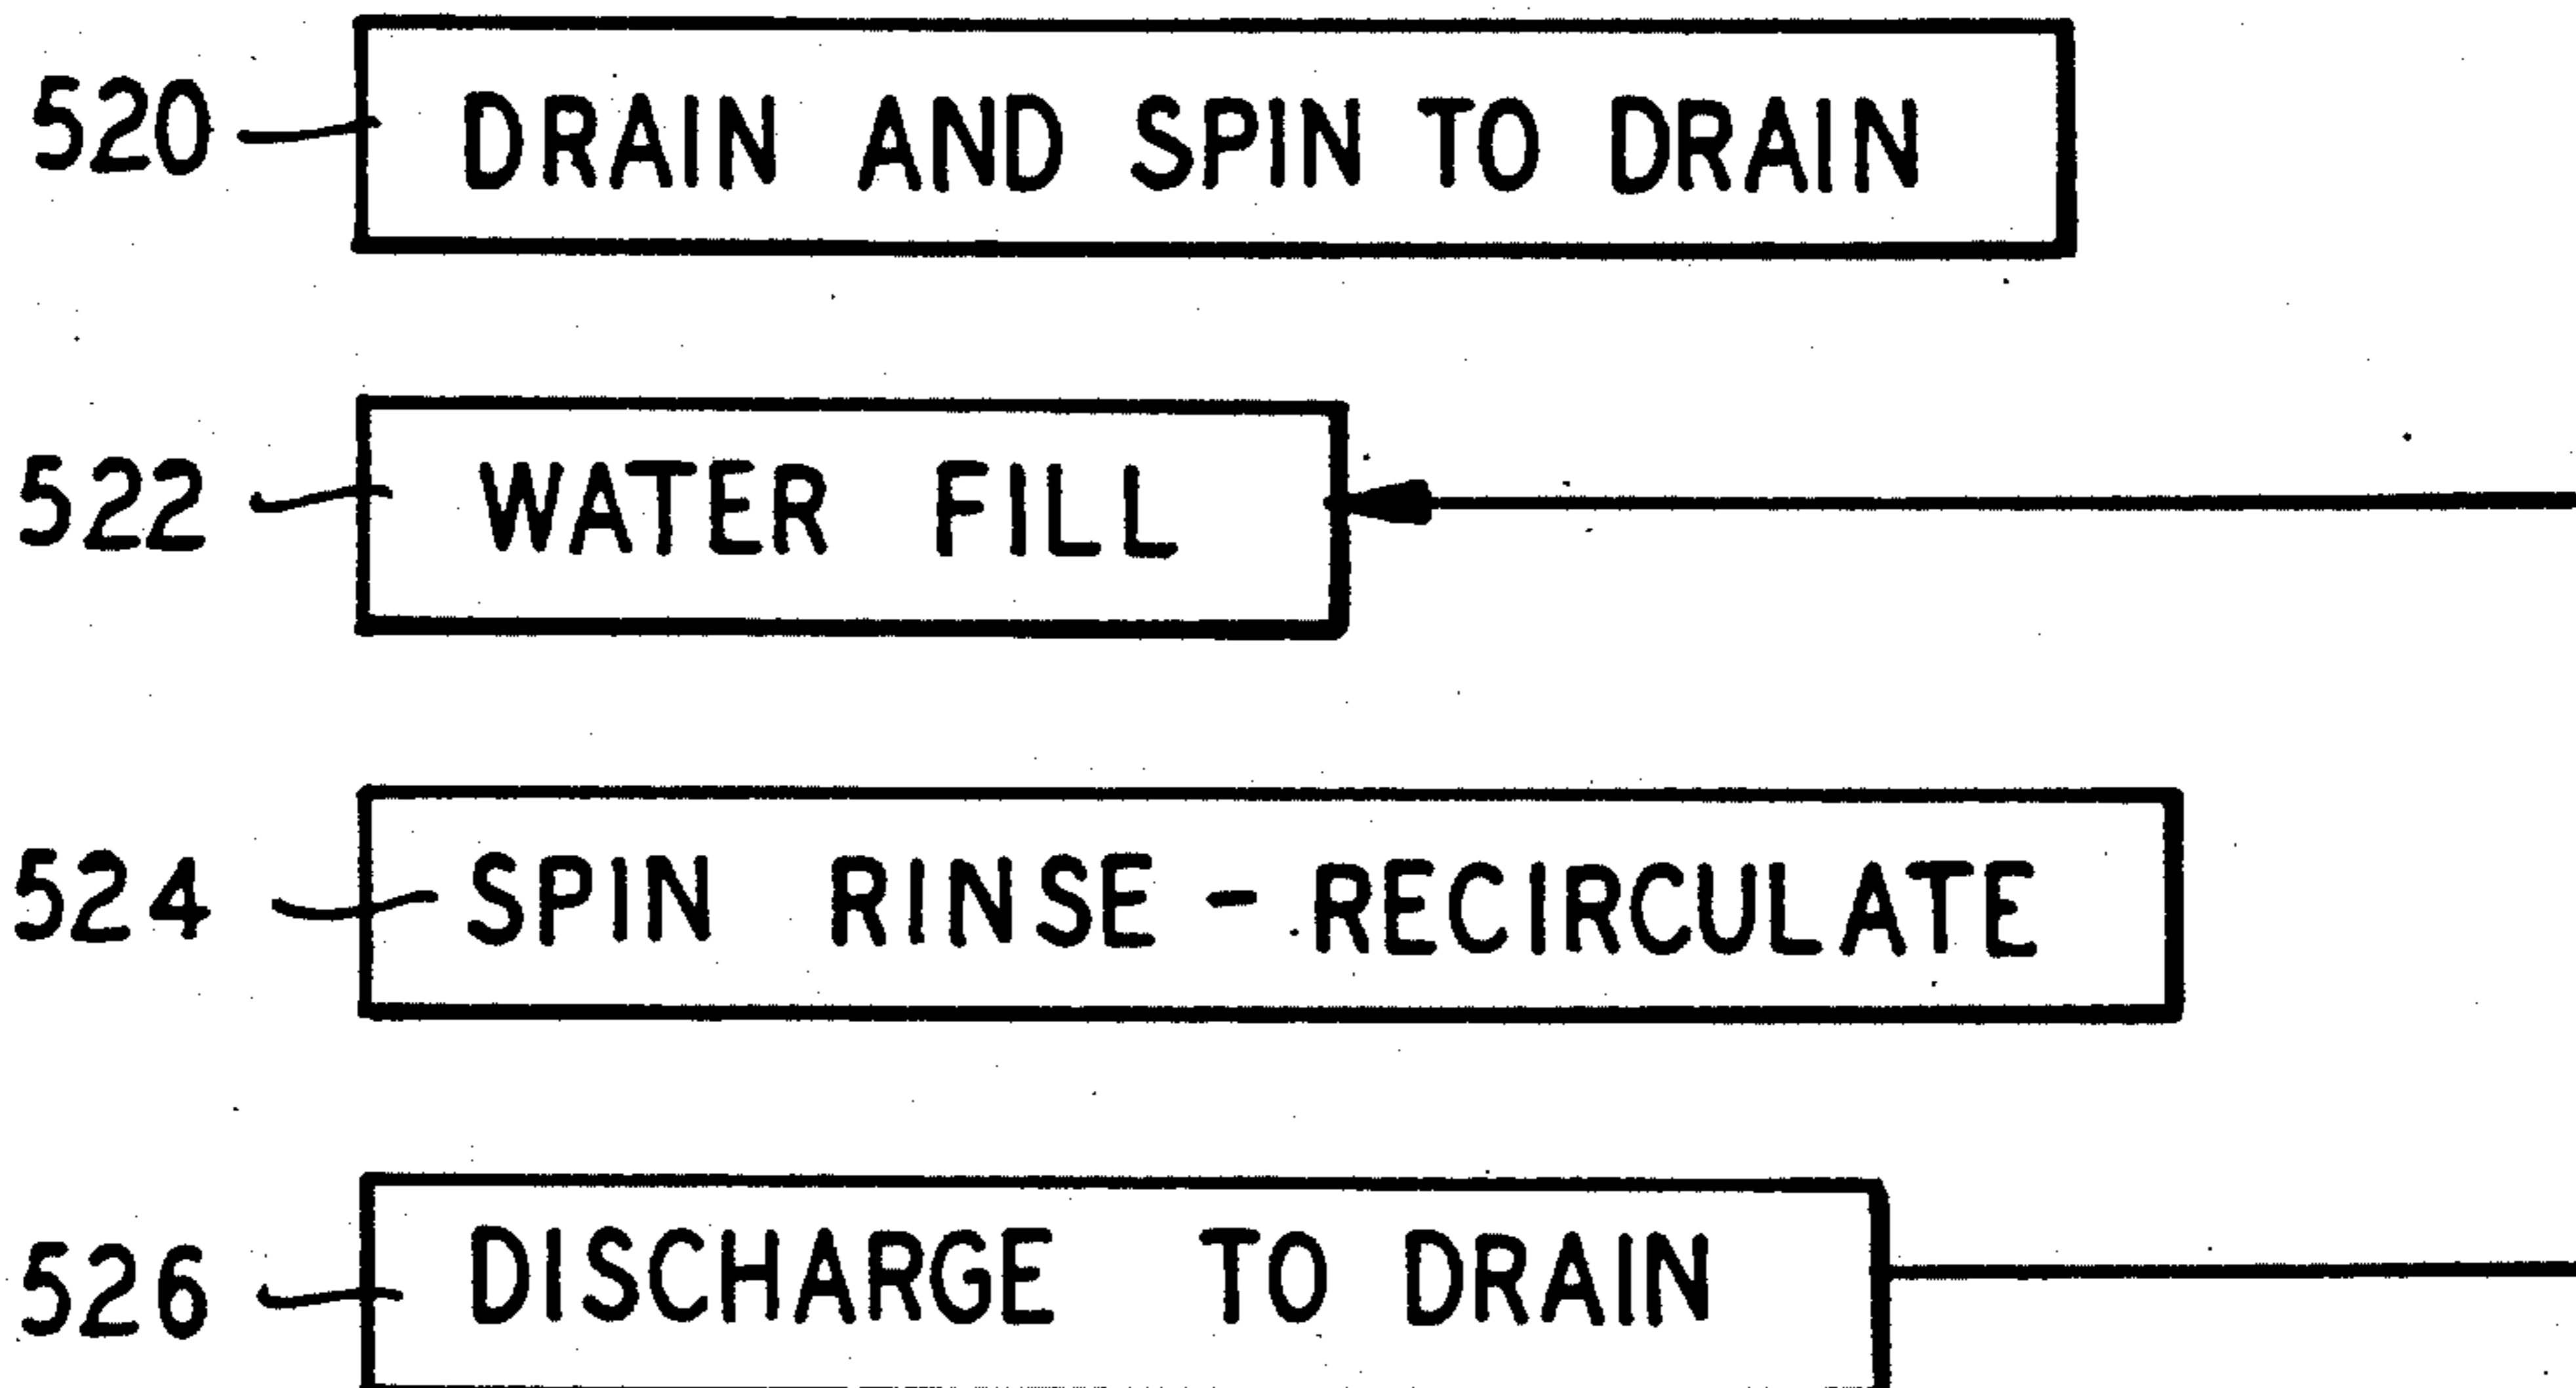 520 DRAIN AND SPIN TO DRAIN
522 WATER FILL
524 SPIN RINSE - RECIRCULATE
526 DISCHARGE TO DRAIN